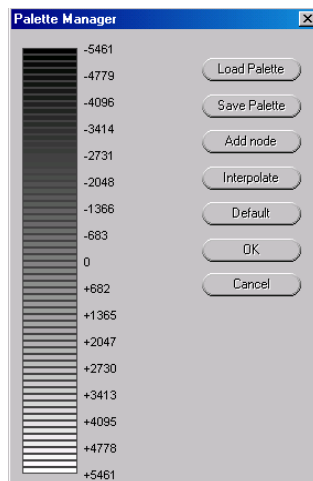 Palette Manager
-5461
-4779
-4096
-3414
-2731
-2048
-1366
-683
0
+682
+1365
+2047
+2730
+3413
+4095
+4778
+5461
Load Palette
Save Palette
Add node
Interpolate
Default
OK
Cancel